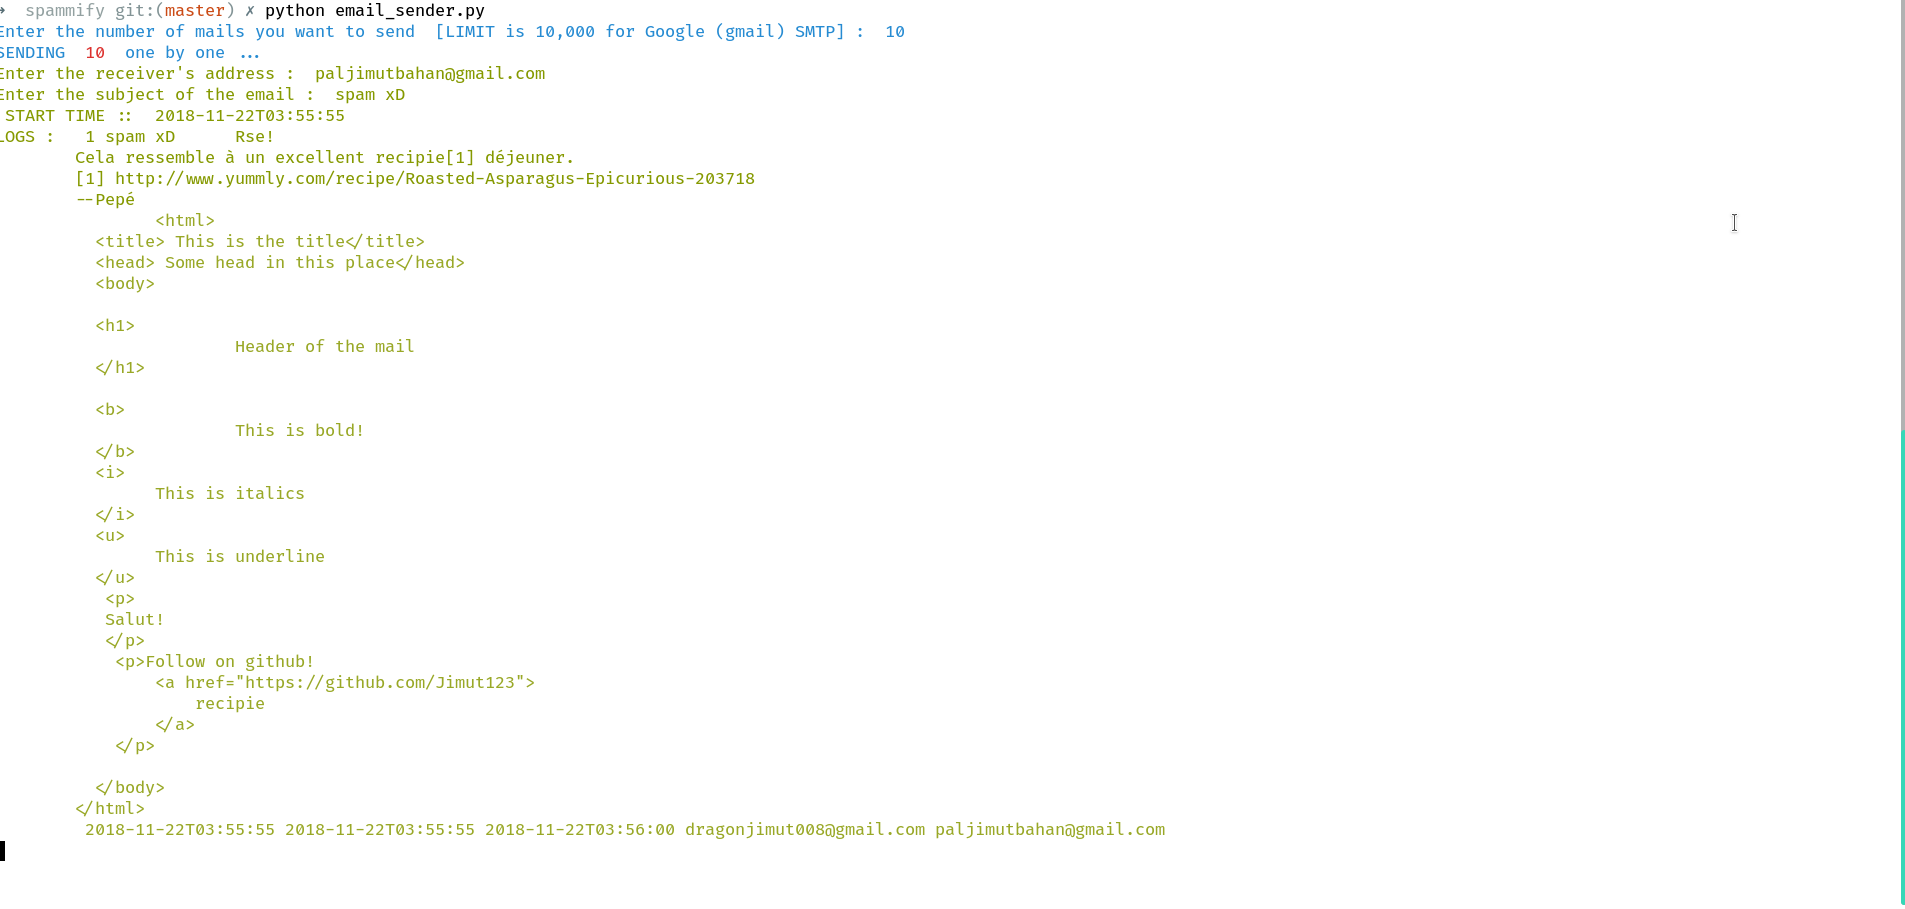 ➜  spammify git:(master) ✗ python email_sender.py
Enter the number of mails you want to send  [LIMIT is 10,000 for Google (gmail) SMTP] :  10
SENDING  10  one by one ...
Enter the receiver's address :  paljimutbahan@gmail.com
Enter the subject of the email :  spam xD
START TIME ::  2018-11-22T03:55:55
LOGS :   1 spam xD      Rse!
Cela ressemble à un excellent recipie[1] déjeuner.
[1] http://www.yummly.com/recipe/Roasted-Asparagus-Epicurious-203718
--Pepé
<html>
<title> This is the title</title>
<head> Some head in this place</head>
<body>
<h1>
Header of the mail
</h1>
<b>
This is bold!
</b>
<i>
This is italics
</i>
<u>
This is underline
</u>
<p>
Salut!
</p>
<p>Follow on github!
<a href="https://github.com/Jimut123">
recipie
</a>
</p>
</body>
</html>
2018-11-22T03:55:55 2018-11-22T03:55:55 2018-11-22T03:56:00 dragonjimut008@gmail.com paljimutbahan@gmail.com